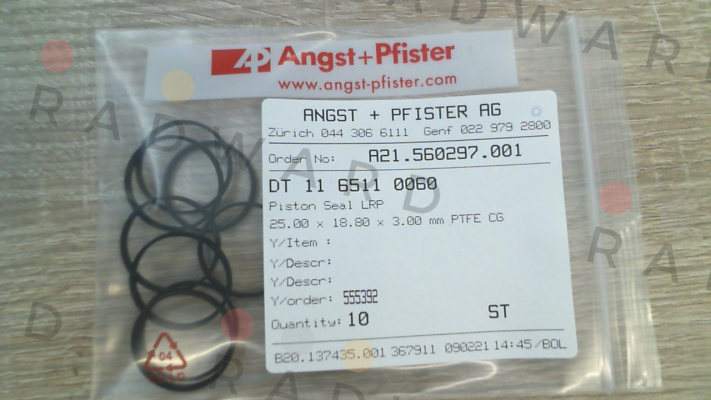 AP Angst+Pfister
www.angst-pfister.com
ANGST + PFISTER AG
Zürich 044 306 6111 Genf 022 979 2800
Order No: A21.560297.001
DT 11 6511 0060
Piston Seal LRP
25.00 x 18.80 x 3.00 mm PTFE CG
Y/Item :
Y/Descr:
Y/Descr:
Y/order: 555392
Quantity: 10 ST
B20.137435.001 367911 090221 14:45 /BOL
04
RADWARD
RADWARD